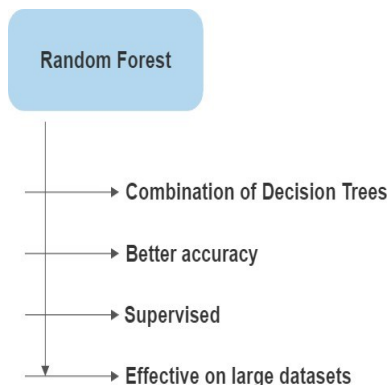 Random Forest
Combination of Decision Trees
Better accuracy
Supervised
Effective on large datasets